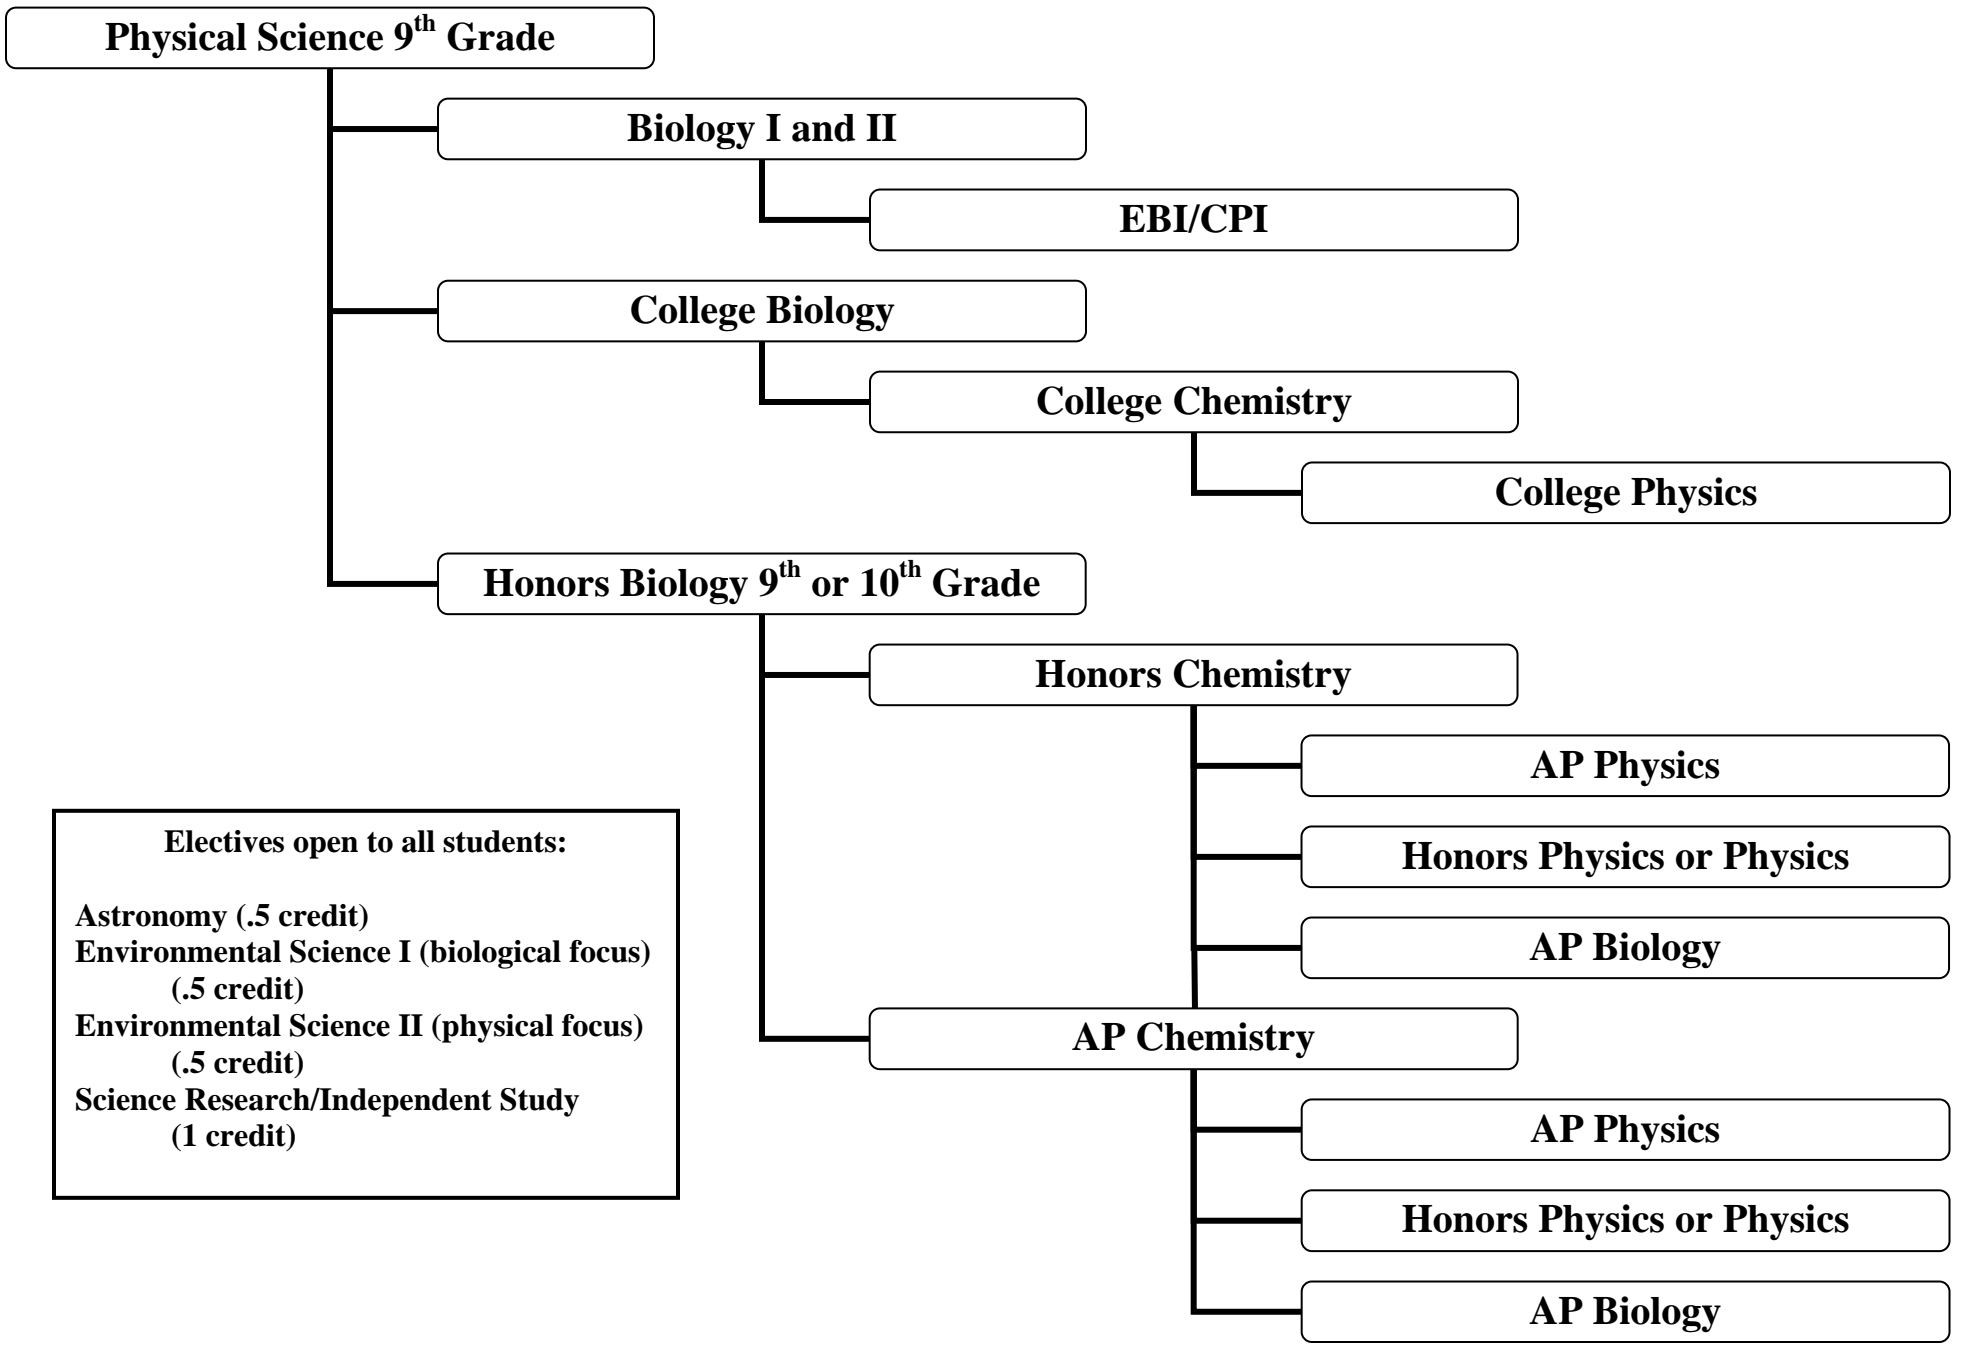 Physical Science 9th Grade
Biology I and II
EBI/CPI
College Biology
College Chemistry
College Physics
Honors Biology 9th or 10th Grade
Honors Chemistry
AP Physics
Honors Physics or Physics
AP Biology
AP Chemistry
AP Physics
Honors Physics or Physics
AP Biology
Electives open to all students:
Astronomy (.5 credit)
Environmental Science I (biological focus)
(.5 credit)
Environmental Science II (physical focus)
(.5 credit)
Science Research/Independent Study
(1 credit)